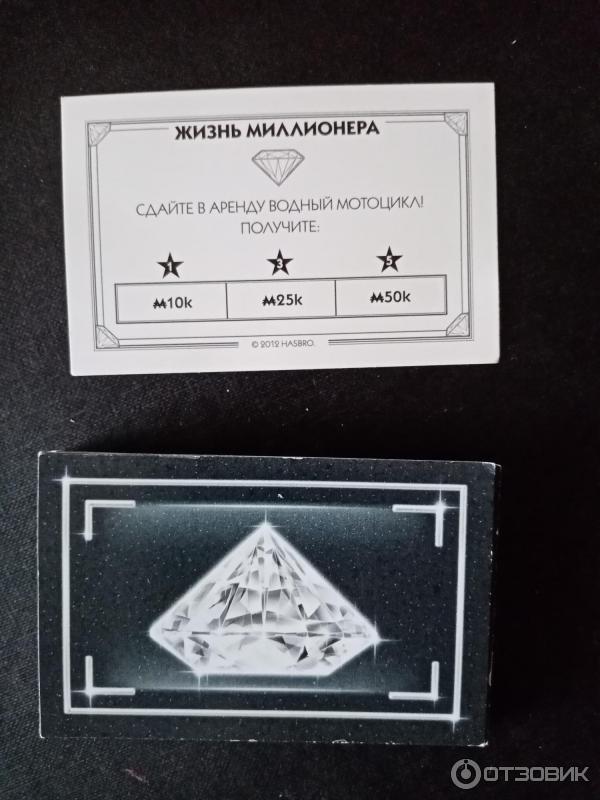 ЖИЗНЬ МИЛЛИОНЕРА
СДАЙТЕ В АРЕНДУ ВОДНЫЙ МОТОЦИКЛ!
ПОЛУЧИТЕ:
1 3 5
₼10k ₼25k ₼50k
© 2012 HASBRO.
ОТЗОВИК